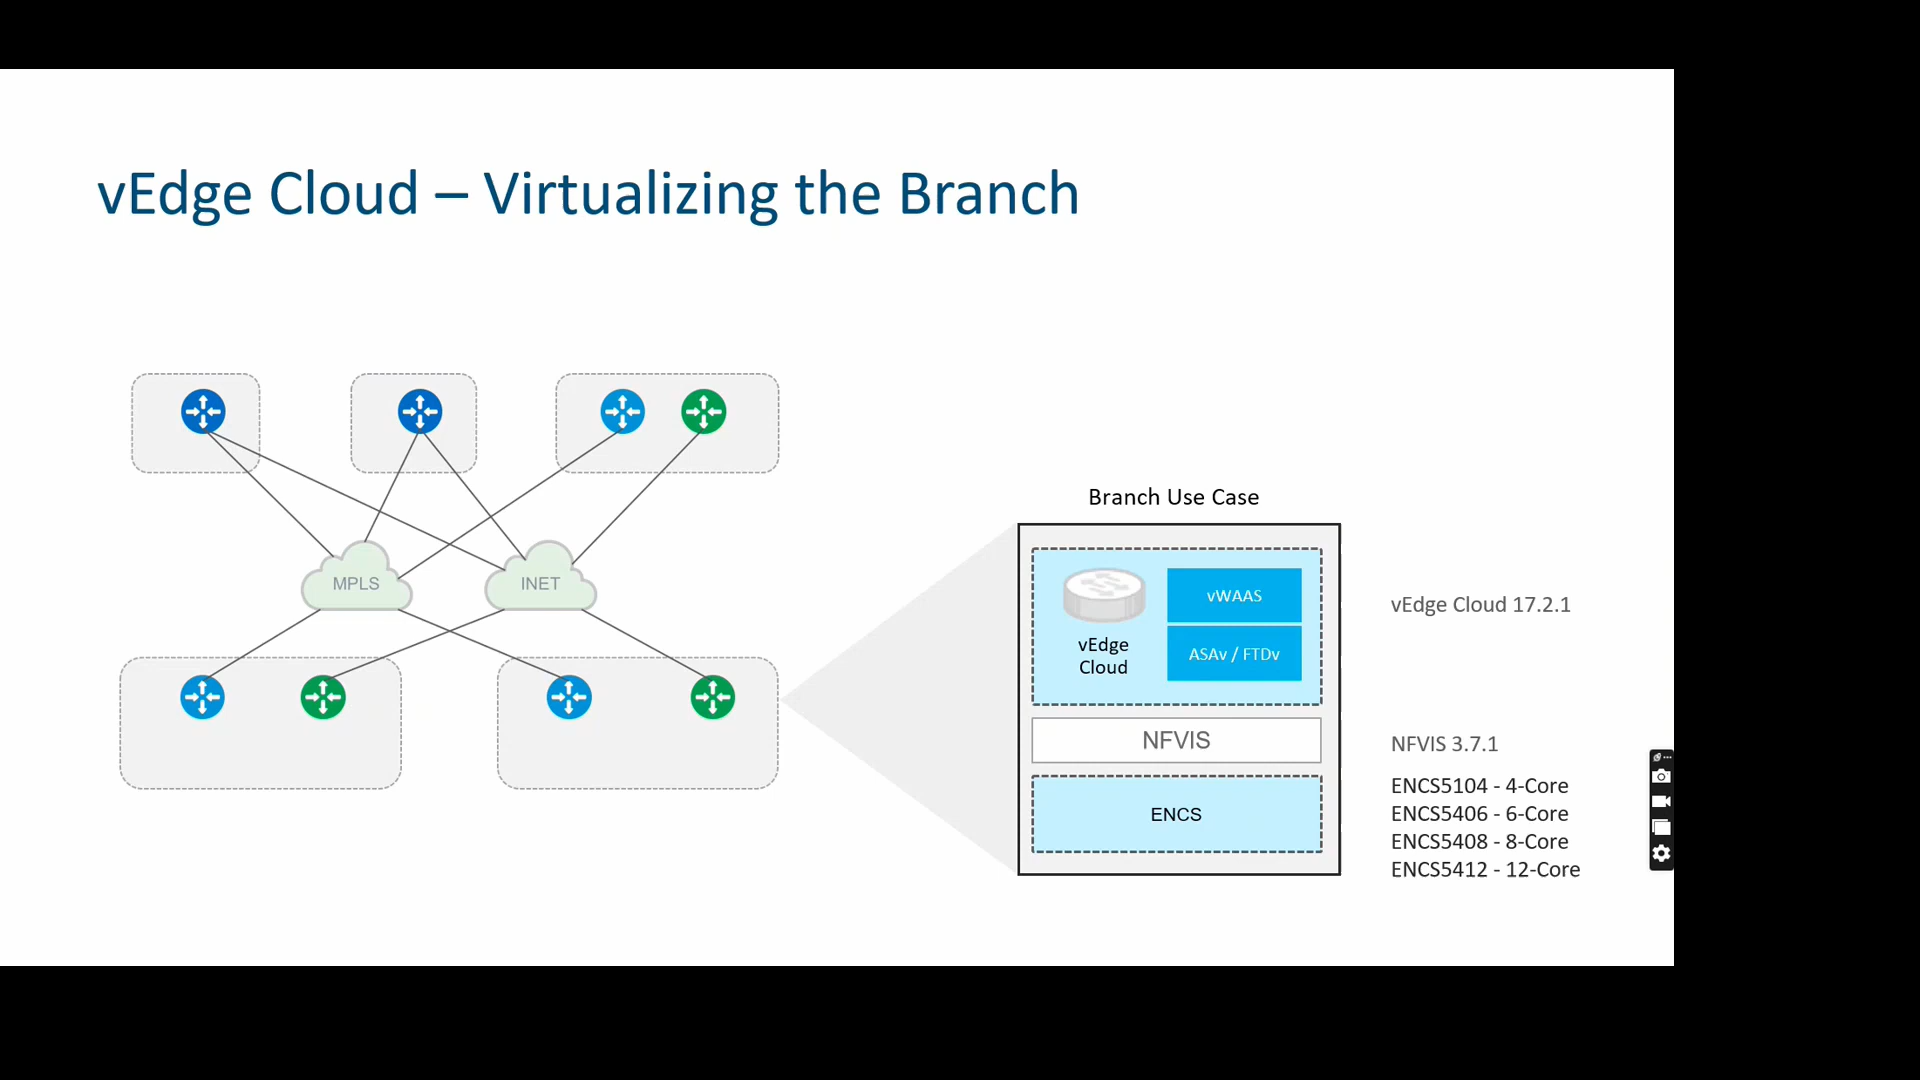 vEdge Cloud – Virtualizing the Branch
MPLS
INET
Branch Use Case
vEdge
Cloud
vWAAS
ASAv / FTDv
NFVIS
ENCS
vEdge Cloud 17.2.1
NFVIS 3.7.1
ENCS5104 - 4-Core
ENCS5406 - 6-Core
ENCS5408 - 8-Core
ENCS5412 - 12-Core